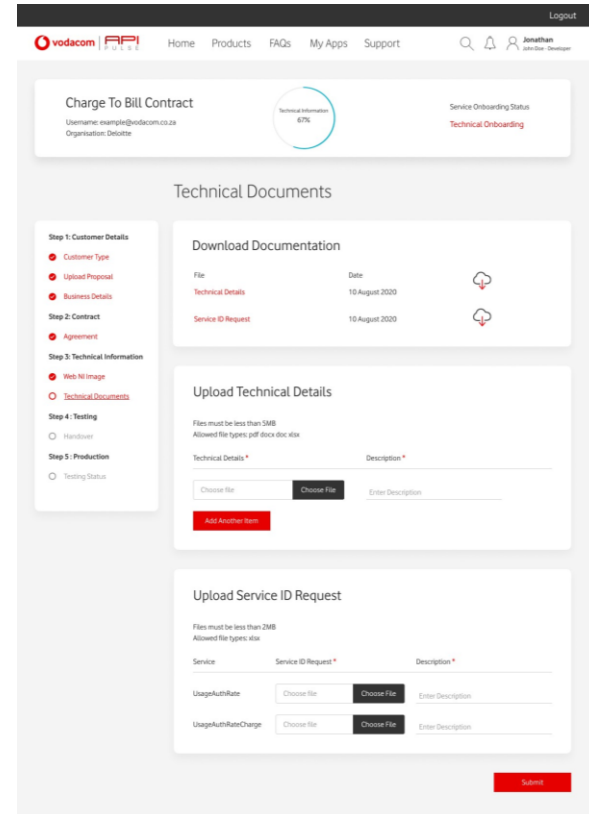 Logout
vodacom API PULSE
Home Products FAQs My Apps Support
Jonathan
John Doe - Developer
Charge To Bill Contract
Username: example@vodacom.co.za
Organisation: Deloitte
Technical Information
67%
Service Onboarding Status
Technical Onboarding
Technical Documents
Step 1: Customer Details
Customer Type
Upload Proposal
Business Details
Step 2: Contract
Agreement
Step 3: Technical Information
Web NI Image
Technical Documents
Step 4 : Testing
Handover
Step 5 : Production
Testing Status
Download Documentation
File Date
Technical Details 10 August 2020
Service ID Request 10 August 2020
Upload Technical Details
Files must be less than 5MB
Allowed file types: pdf docx doc xlsx
Technical Details * Description *
Choose file Choose File Enter Description
Add Another Item
Upload Service ID Request
Files must be less than 2MB
Allowed file types: xlsx
Service Service ID Request * Description *
UsageAuthRate Choose file Choose File Enter Description
UsageAuthRateCharge Choose file Choose File Enter Description
Submit